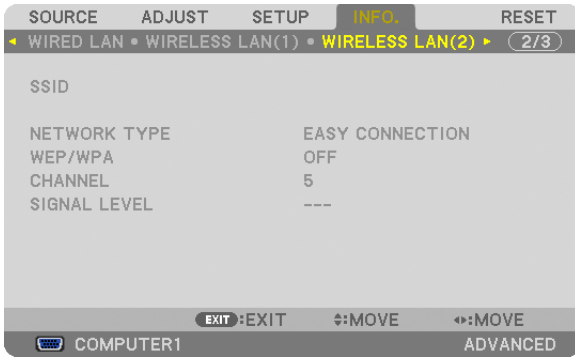 SOURCE ADJUST SETUP INFO. RESET
◄ WIRED LAN ● WIRELESS LAN(1) ● WIRELESS LAN(2) ► 2/3
SSID
NETWORK TYPE EASY CONNECTION
WEP/WPA OFF
CHANNEL 5
SIGNAL LEVEL ---
EXIT :EXIT ♦:MOVE ◂▸:MOVE
COMPUTER1 ADVANCED